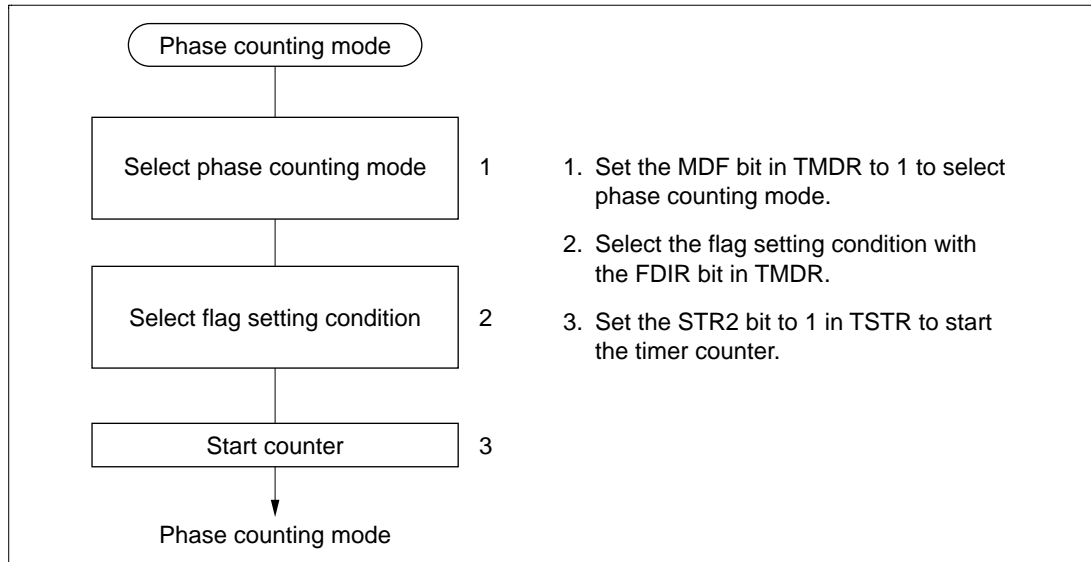 Phase counting mode
Select phase counting mode 1
1. Set the MDF bit in TMDR to 1 to select
phase counting mode.
2. Select the flag setting condition with
the FDIR bit in TMDR.
Select flag setting condition 2
3. Set the STR2 bit to 1 in TSTR to start
the timer counter.
Start counter 3
Phase counting mode